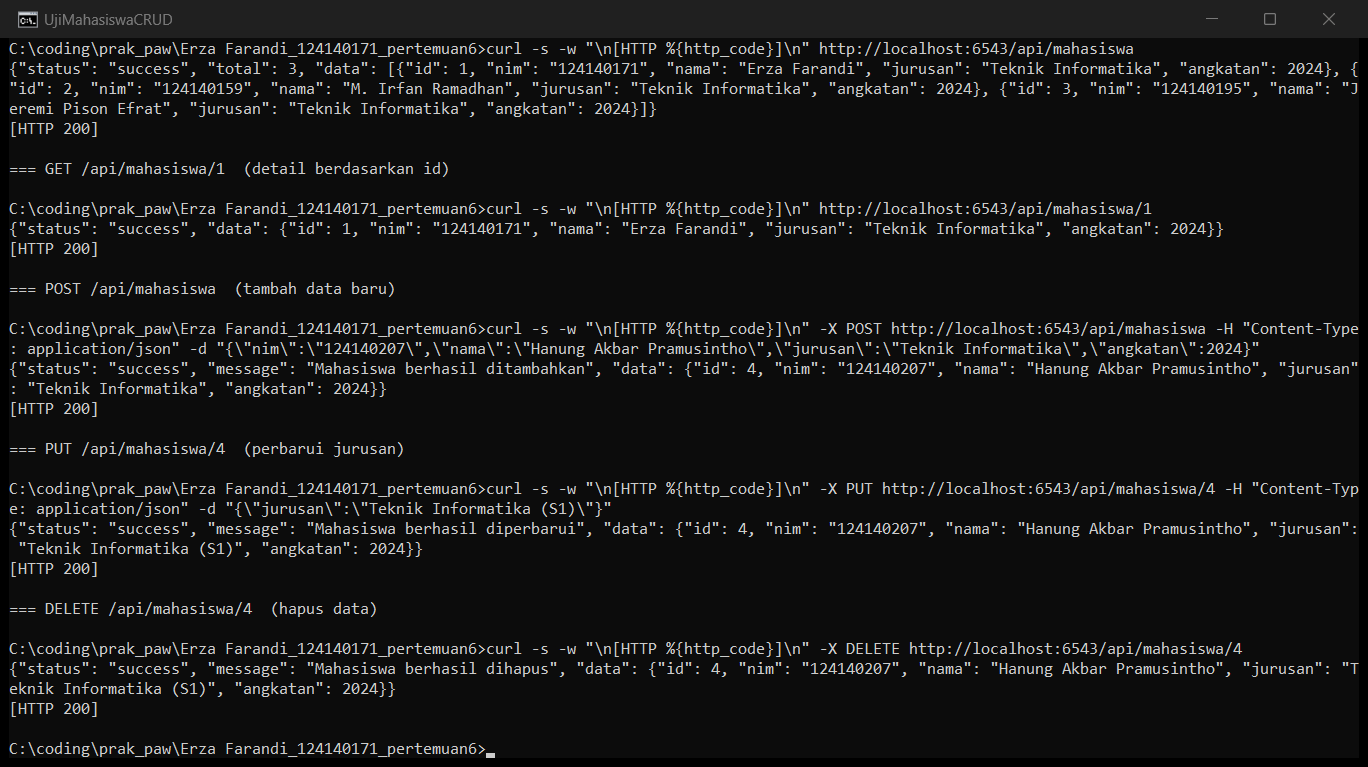 UjiMahasiswaCRUD
C:\coding\prak_paw\Erza Farandi_124140171_pertemuan6>curl -s -w "\n[HTTP %{http_code}]\n" http://localhost:6543/api/mahasiswa
{"status": "success", "total": 3, "data": [{"id": 1, "nim": "124140171", "nama": "Erza Farandi", "jurusan": "Teknik Informatika", "angkatan": 2024}, {
"id": 2, "nim": "124140159", "nama": "M. Irfan Ramadhan", "jurusan": "Teknik Informatika", "angkatan": 2024}, {"id": 3, "nim": "124140195", "nama": "J
eremi Pison Efrat", "jurusan": "Teknik Informatika", "angkatan": 2024}]}
[HTTP 200]
=== GET /api/mahasiswa/1  (detail berdasarkan id)
C:\coding\prak_paw\Erza Farandi_124140171_pertemuan6>curl -s -w "\n[HTTP %{http_code}]\n" http://localhost:6543/api/mahasiswa/1
{"status": "success", "data": {"id": 1, "nim": "124140171", "nama": "Erza Farandi", "jurusan": "Teknik Informatika", "angkatan": 2024}}
[HTTP 200]
=== POST /api/mahasiswa  (tambah data baru)
C:\coding\prak_paw\Erza Farandi_124140171_pertemuan6>curl -s -w "\n[HTTP %{http_code}]\n" -X POST http://localhost:6543/api/mahasiswa -H "Content-Type
: application/json" -d "{\"nim\":\"124140207\",\"nama\":\"Hanung Akbar Pramusintho\",\"jurusan\":\"Teknik Informatika\",\"angkatan\":2024}"
{"status": "success", "message": "Mahasiswa berhasil ditambahkan", "data": {"id": 4, "nim": "124140207", "nama": "Hanung Akbar Pramusintho", "jurusan"
: "Teknik Informatika", "angkatan": 2024}}
[HTTP 200]
=== PUT /api/mahasiswa/4  (perbarui jurusan)
C:\coding\prak_paw\Erza Farandi_124140171_pertemuan6>curl -s -w "\n[HTTP %{http_code}]\n" -X PUT http://localhost:6543/api/mahasiswa/4 -H "Content-Typ
e: application/json" -d "{\"jurusan\":\"Teknik Informatika (S1)\"}"
{"status": "success", "message": "Mahasiswa berhasil diperbarui", "data": {"id": 4, "nim": "124140207", "nama": "Hanung Akbar Pramusintho", "jurusan":
 "Teknik Informatika (S1)", "angkatan": 2024}}
[HTTP 200]
=== DELETE /api/mahasiswa/4  (hapus data)
C:\coding\prak_paw\Erza Farandi_124140171_pertemuan6>curl -s -w "\n[HTTP %{http_code}]\n" -X DELETE http://localhost:6543/api/mahasiswa/4
{"status": "success", "message": "Mahasiswa berhasil dihapus", "data": {"id": 4, "nim": "124140207", "nama": "Hanung Akbar Pramusintho", "jurusan": "T
eknik Informatika (S1)", "angkatan": 2024}}
[HTTP 200]
C:\coding\prak_paw\Erza Farandi_124140171_pertemuan6>